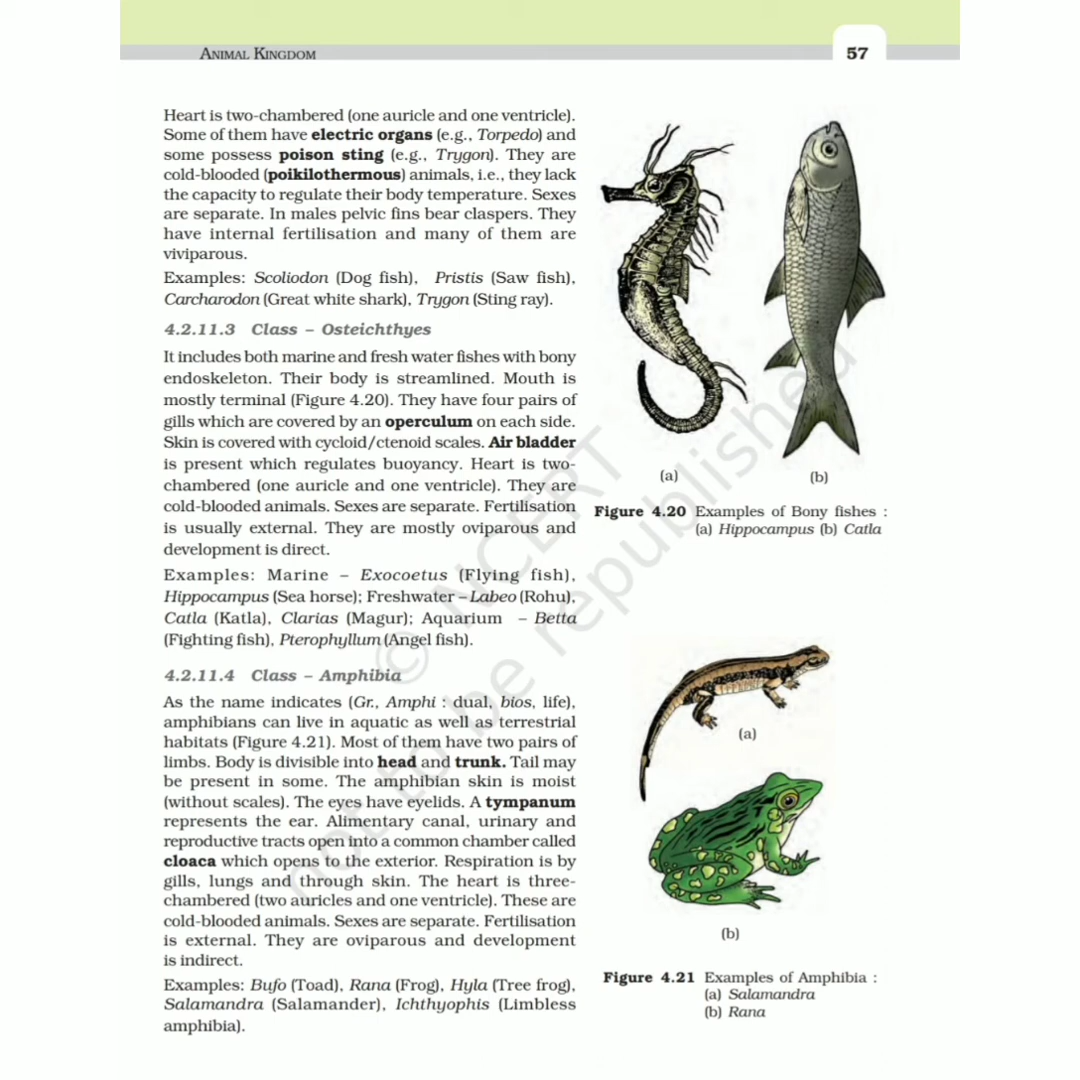 ANIMAL KINGDOM
57
Heart is two-chambered (one auricle and one ventricle).
Some of them have electric organs (e.g., Torpedo) and
some possess poison sting (e.g., Trygon). They are
cold-blooded (poikilothermous) animals, i.e., they lack
the capacity to regulate their body temperature. Sexes
are separate. In males pelvic fins bear claspers. They
have internal fertilisation and many of them are
viviparous.
Examples: Scoliodon (Dog fish), Pristis (Saw fish),
Carcharodon (Great white shark), Trygon (Sting ray).
4.2.11.3 Class – Osteichthyes
It includes both marine and fresh water fishes with bony
endoskeleton. Their body is streamlined. Mouth is
mostly terminal (Figure 4.20). They have four pairs of
gills which are covered by an operculum on each side.
Skin is covered with cycloid/ctenoid scales. Air bladder
is present which regulates buoyancy. Heart is two-
chambered (one auricle and one ventricle). They are
cold-blooded animals. Sexes are separate. Fertilisation
is usually external. They are mostly oviparous and
development is direct.
Examples: Marine – Exocoetus (Flying fish),
Hippocampus (Sea horse); Freshwater – Labeo (Rohu),
Catla (Katla), Clarias (Magur); Aquarium – Betta
(Fighting fish), Pterophyllum (Angel fish).
4.2.11.4 Class – Amphibia
As the name indicates (Gr., Amphi : dual, bios, life),
amphibians can live in aquatic as well as terrestrial
habitats (Figure 4.21). Most of them have two pairs of
limbs. Body is divisible into head and trunk. Tail may
be present in some. The amphibian skin is moist
(without scales). The eyes have eyelids. A tympanum
represents the ear. Alimentary canal, urinary and
reproductive tracts open into a common chamber called
cloaca which opens to the exterior. Respiration is by
gills, lungs and through skin. The heart is three-
chambered (two auricles and one ventricle). These are
cold-blooded animals. Sexes are separate. Fertilisation
is external. They are oviparous and development
is indirect.
Examples: Bufo (Toad), Rana (Frog), Hyla (Tree frog),
Salamandra (Salamander), Ichthyophis (Limbless
amphibia).
(a)
(b)
Figure 4.20 Examples of Bony fishes :
(a) Hippocampus (b) Catla
(a)
(b)
Figure 4.21 Examples of Amphibia :
(a) Salamandra
(b) Rana
© NCERT
not to be republished